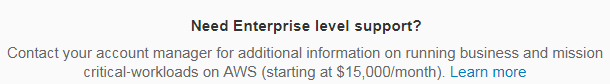 Need Enterprise level support?
Contact your account manager for additional information on running business and mission
critical-workloads on AWS (starting at $15,000/month). Learn more